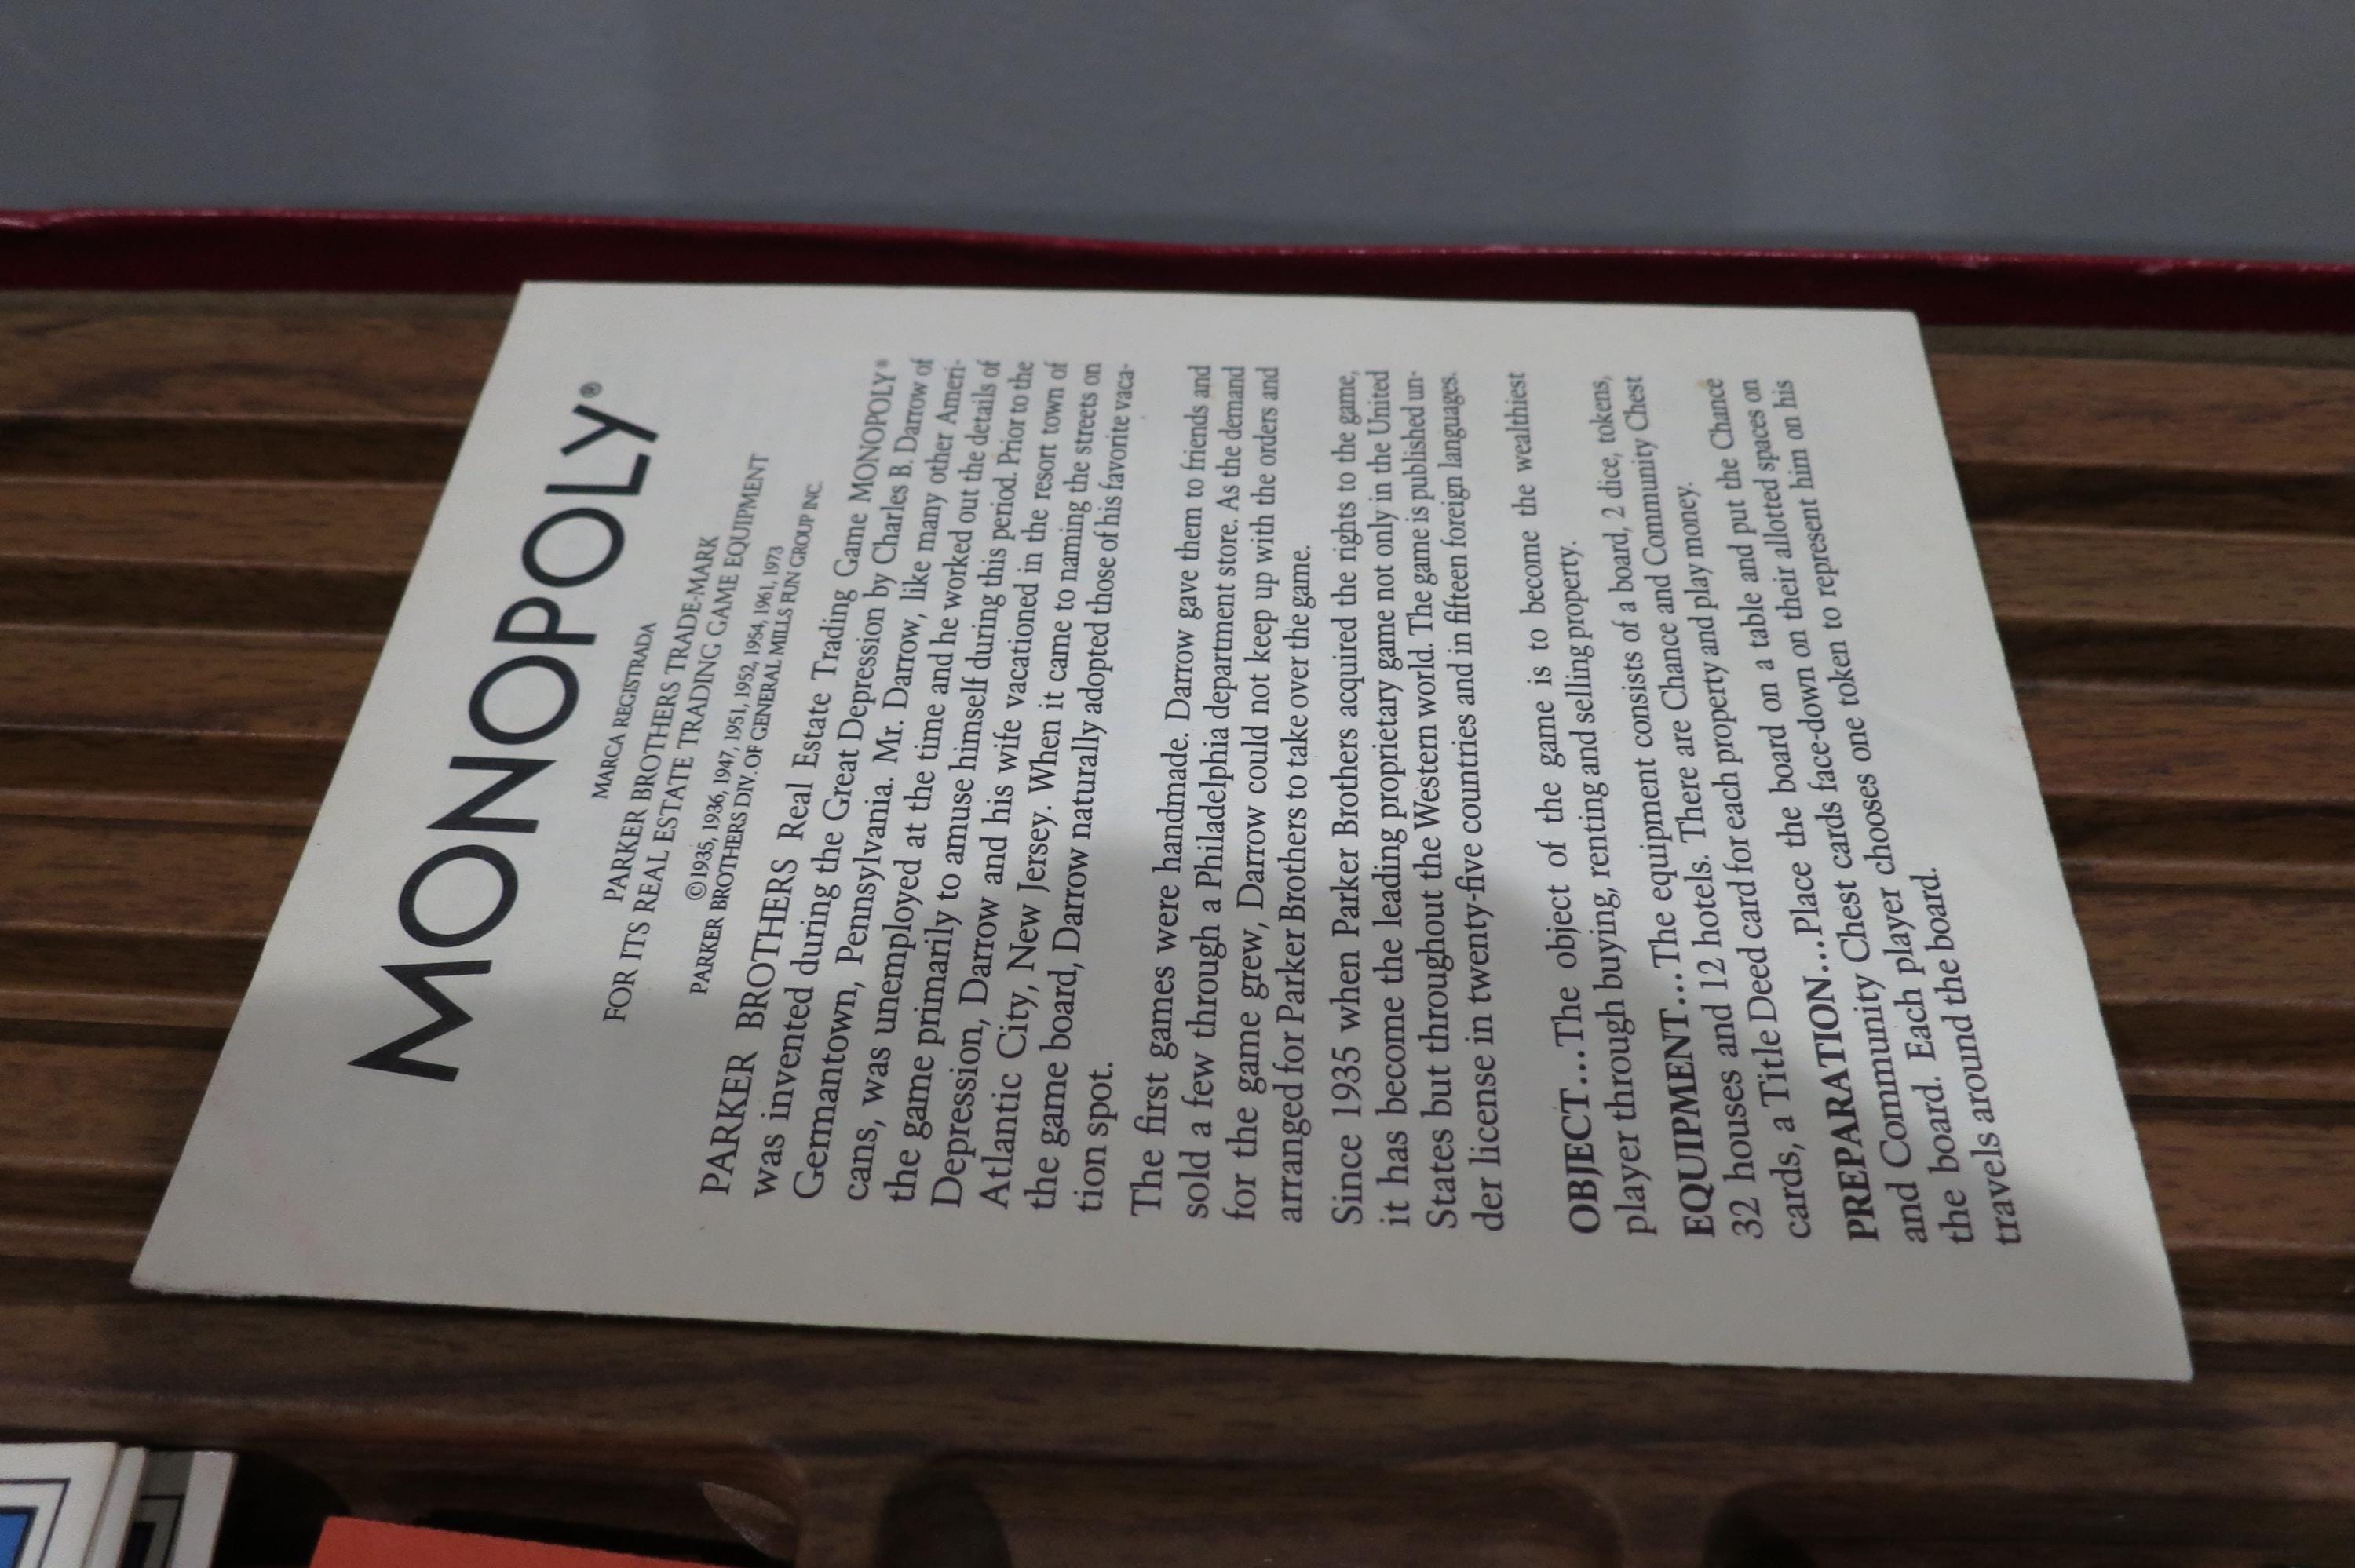 MONOPOLY®
MARCA REGISTRADA
PARKER BROTHERS TRADE-MARK
FOR ITS REAL ESTATE TRADING GAME EQUIPMENT
©1935, 1936, 1947, 1951, 1952, 1954, 1961, 1973
PARKER BROTHERS DIV. OF GENERAL MILLS FUN GROUP INC.
PARKER BROTHERS Real Estate Trading Game MONOPOLY®
was invented during the Great Depression by Charles B. Darrow of
Germantown, Pennsylvania. Mr. Darrow, like many other Ameri-
cans, was unemployed at the time and he worked out the details of
the game primarily to amuse himself during this period. Prior to the
Depression, Darrow and his wife vacationed in the resort town of
Atlantic City, New Jersey. When it came to naming the streets on
the game board, Darrow naturally adopted those of his favorite vaca-
tion spot.
The first games were handmade. Darrow gave them to friends and
sold a few through a Philadelphia department store. As the demand
for the game grew, Darrow could not keep up with the orders and
arranged for Parker Brothers to take over the game.
Since 1935 when Parker Brothers acquired the rights to the game,
it has become the leading proprietary game not only in the United
States but throughout the Western world. The game is published un-
der license in twenty-five countries and in fifteen foreign languages.
OBJECT...The object of the game is to become the wealthiest
player through buying, renting and selling property.
EQUIPMENT...The equipment consists of a board, 2 dice, tokens,
32 houses and 12 hotels. There are Chance and Community Chest
cards, a Title Deed card for each property and play money.
PREPARATION...Place the board on a table and put the Chance
and Community Chest cards face-down on their allotted spaces on
the board. Each player chooses one token to represent him on his
travels around the board.